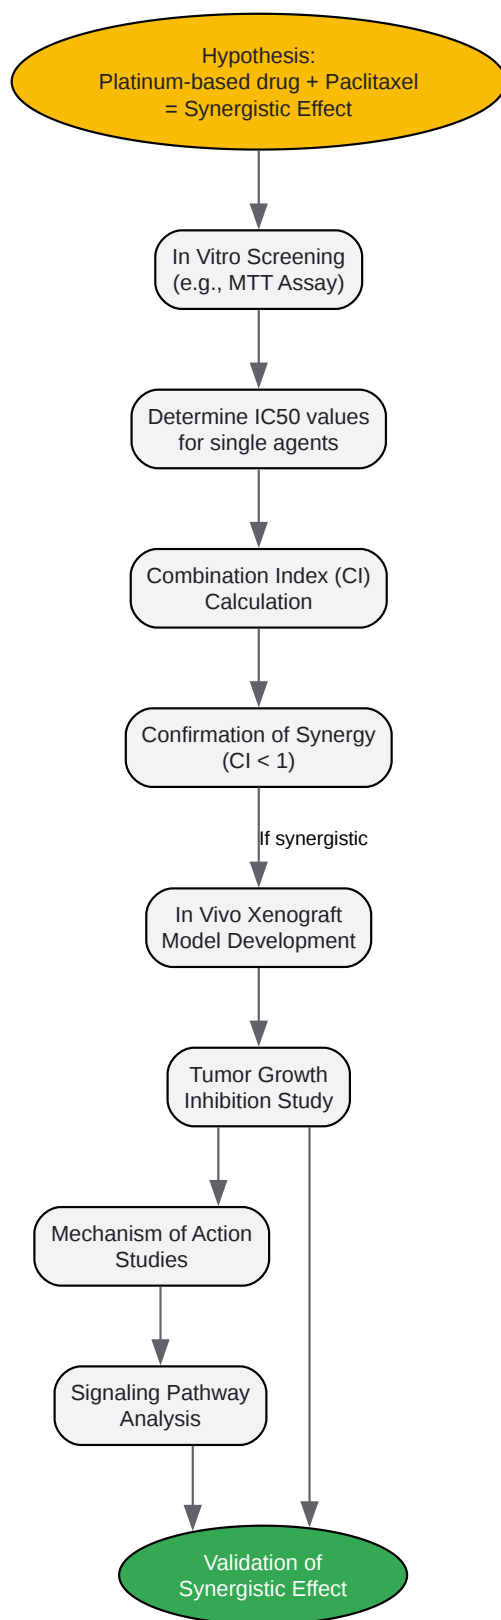 Hypothesis:
Platinum-based drug + Paclitaxel
= Synergistic Effect
In Vitro Screening
(e.g., MTT Assay)
Determine IC50 values
for single agents
Combination Index (CI)
Calculation
Confirmation of Synergy
(CI < 1)
If synergistic
In Vivo Xenograft
Model Development
Tumor Growth
Inhibition Study
Mechanism of Action
Studies
Signaling Pathway
Analysis
Validation of
Synergistic Effect